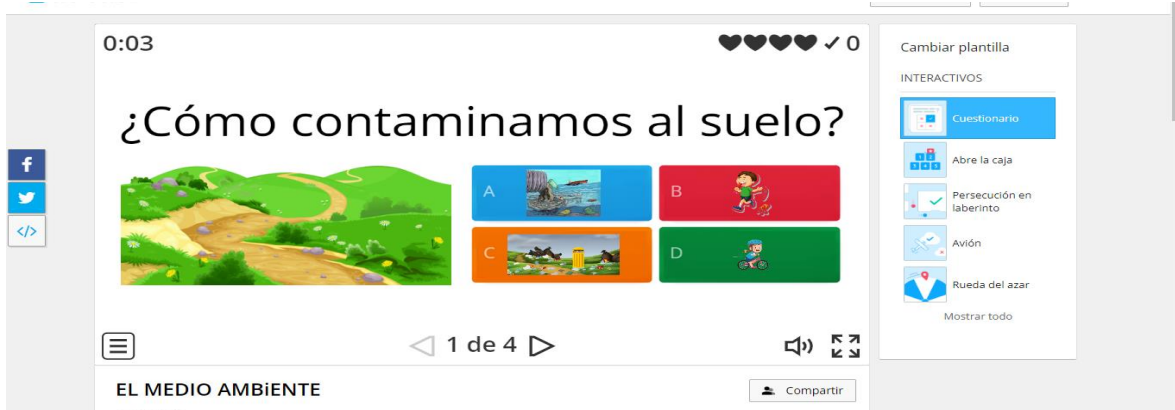 0:03
0
¿Cómo contaminamos al suelo?
A
B
C
D
1 de 4
EL MEDIO AMBiENTE
Compartir
Cambiar plantilla
INTERACTIVOS
Cuestionario
Abre la caja
Persecución en
laberinto
Avión
Rueda del azar
Mostrar todo
f
</>